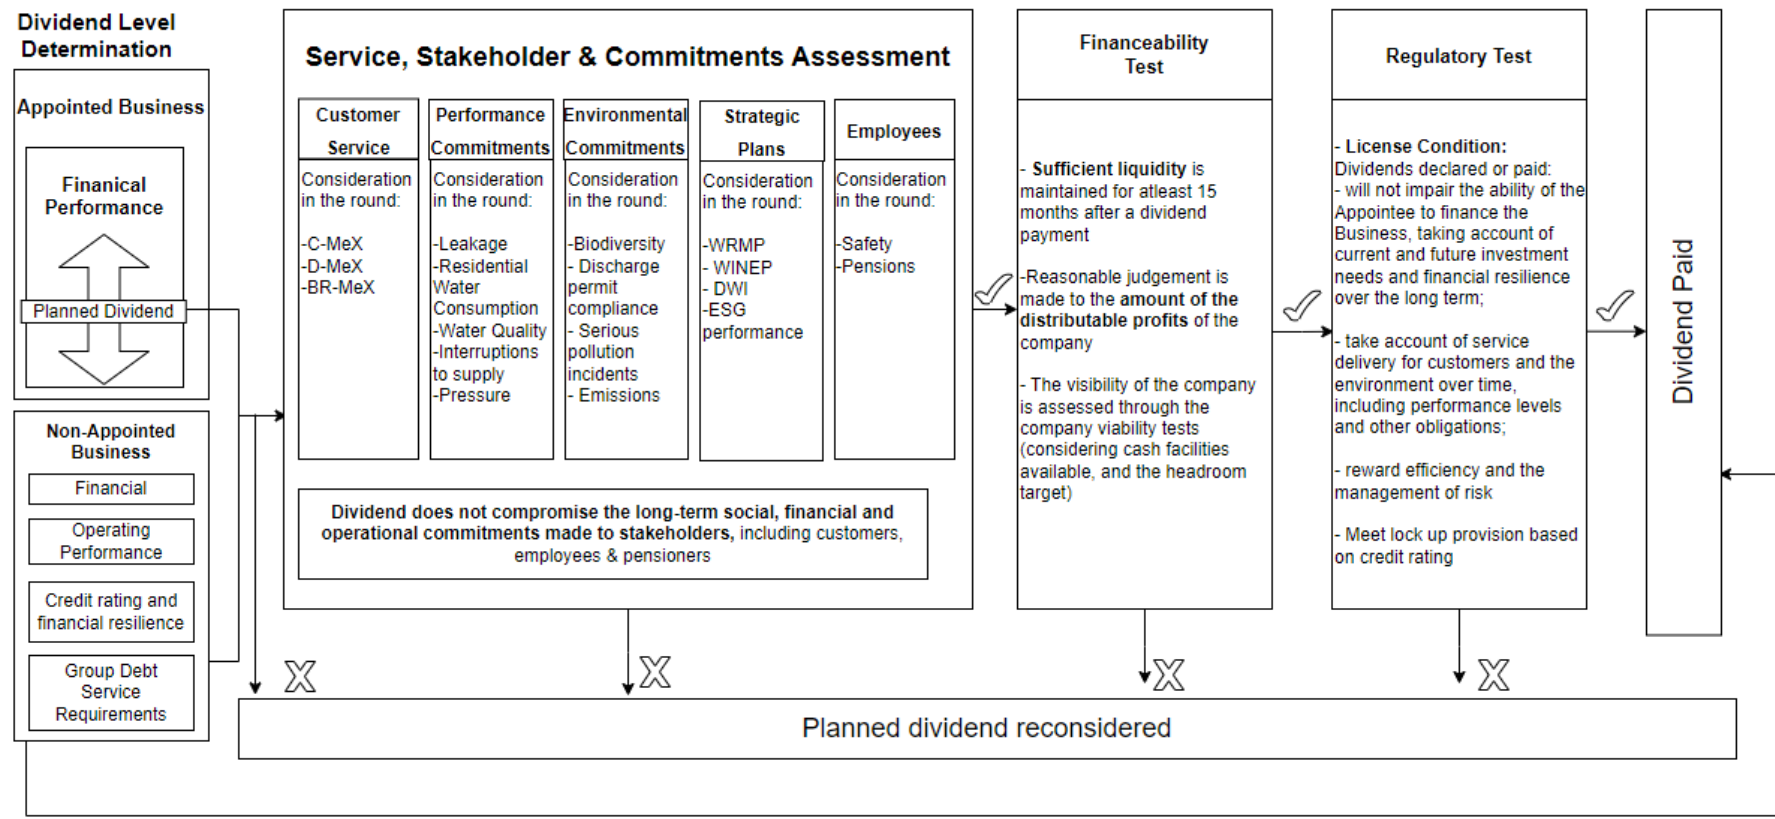 Dividend Level
Determination
Appointed Business
Finanical
Performance
Planned Dividend
Non-Appointed
Business
Financial
Operating
Performance
Credit rating and
financial resilience
Group Debt
Service
Requirements
Service, Stakeholder & Commitments Assessment
Customer
Service
Consideration
in the round:
-C-MeX
-D-MeX
-BR-MeX
Performance
Commitments
Consideration
in the round:
-Leakage
-Residential
Water
Consumption
-Water Quality
-Interruptions
to supply
-Pressure
Environmental
Commitments
Consideration
in the round:
-Biodiversity
- Discharge
permit
compliance
- Serious
pollution
incidents
- Emissions
Strategic
Plans
Consideration
in the round:
-WRMP
- WINEP
- DWI
-ESG
performance
Employees
Consideration
in the round:
-Safety
-Pensions
Dividend does not compromise the long-term social, financial and
operational commitments made to stakeholders, including customers,
employees & pensioners
Financeability
Test
- Sufficient liquidity is
maintained for atleast 15
months after a dividend
payment
-Reasonable judgement is
made to the amount of the
distributable profits of the
company
- The visibility of the company
is assessed through the
company viability tests
(considering cash facilities
available, and the headroom
target)
Regulatory Test
- License Condition:
Dividends declared or paid:
- will not impair the ability of the
Appointee to finance the
Business, taking account of
current and future investment
needs and financial resilience
over the long term;
- take account of service
delivery for customers and the
environment over time,
including performance levels
and other obligations;
- reward efficiency and the
management of risk
- Meet lock up provision based
on credit rating
Dividend Paid
X
X
X
X
Planned dividend reconsidered